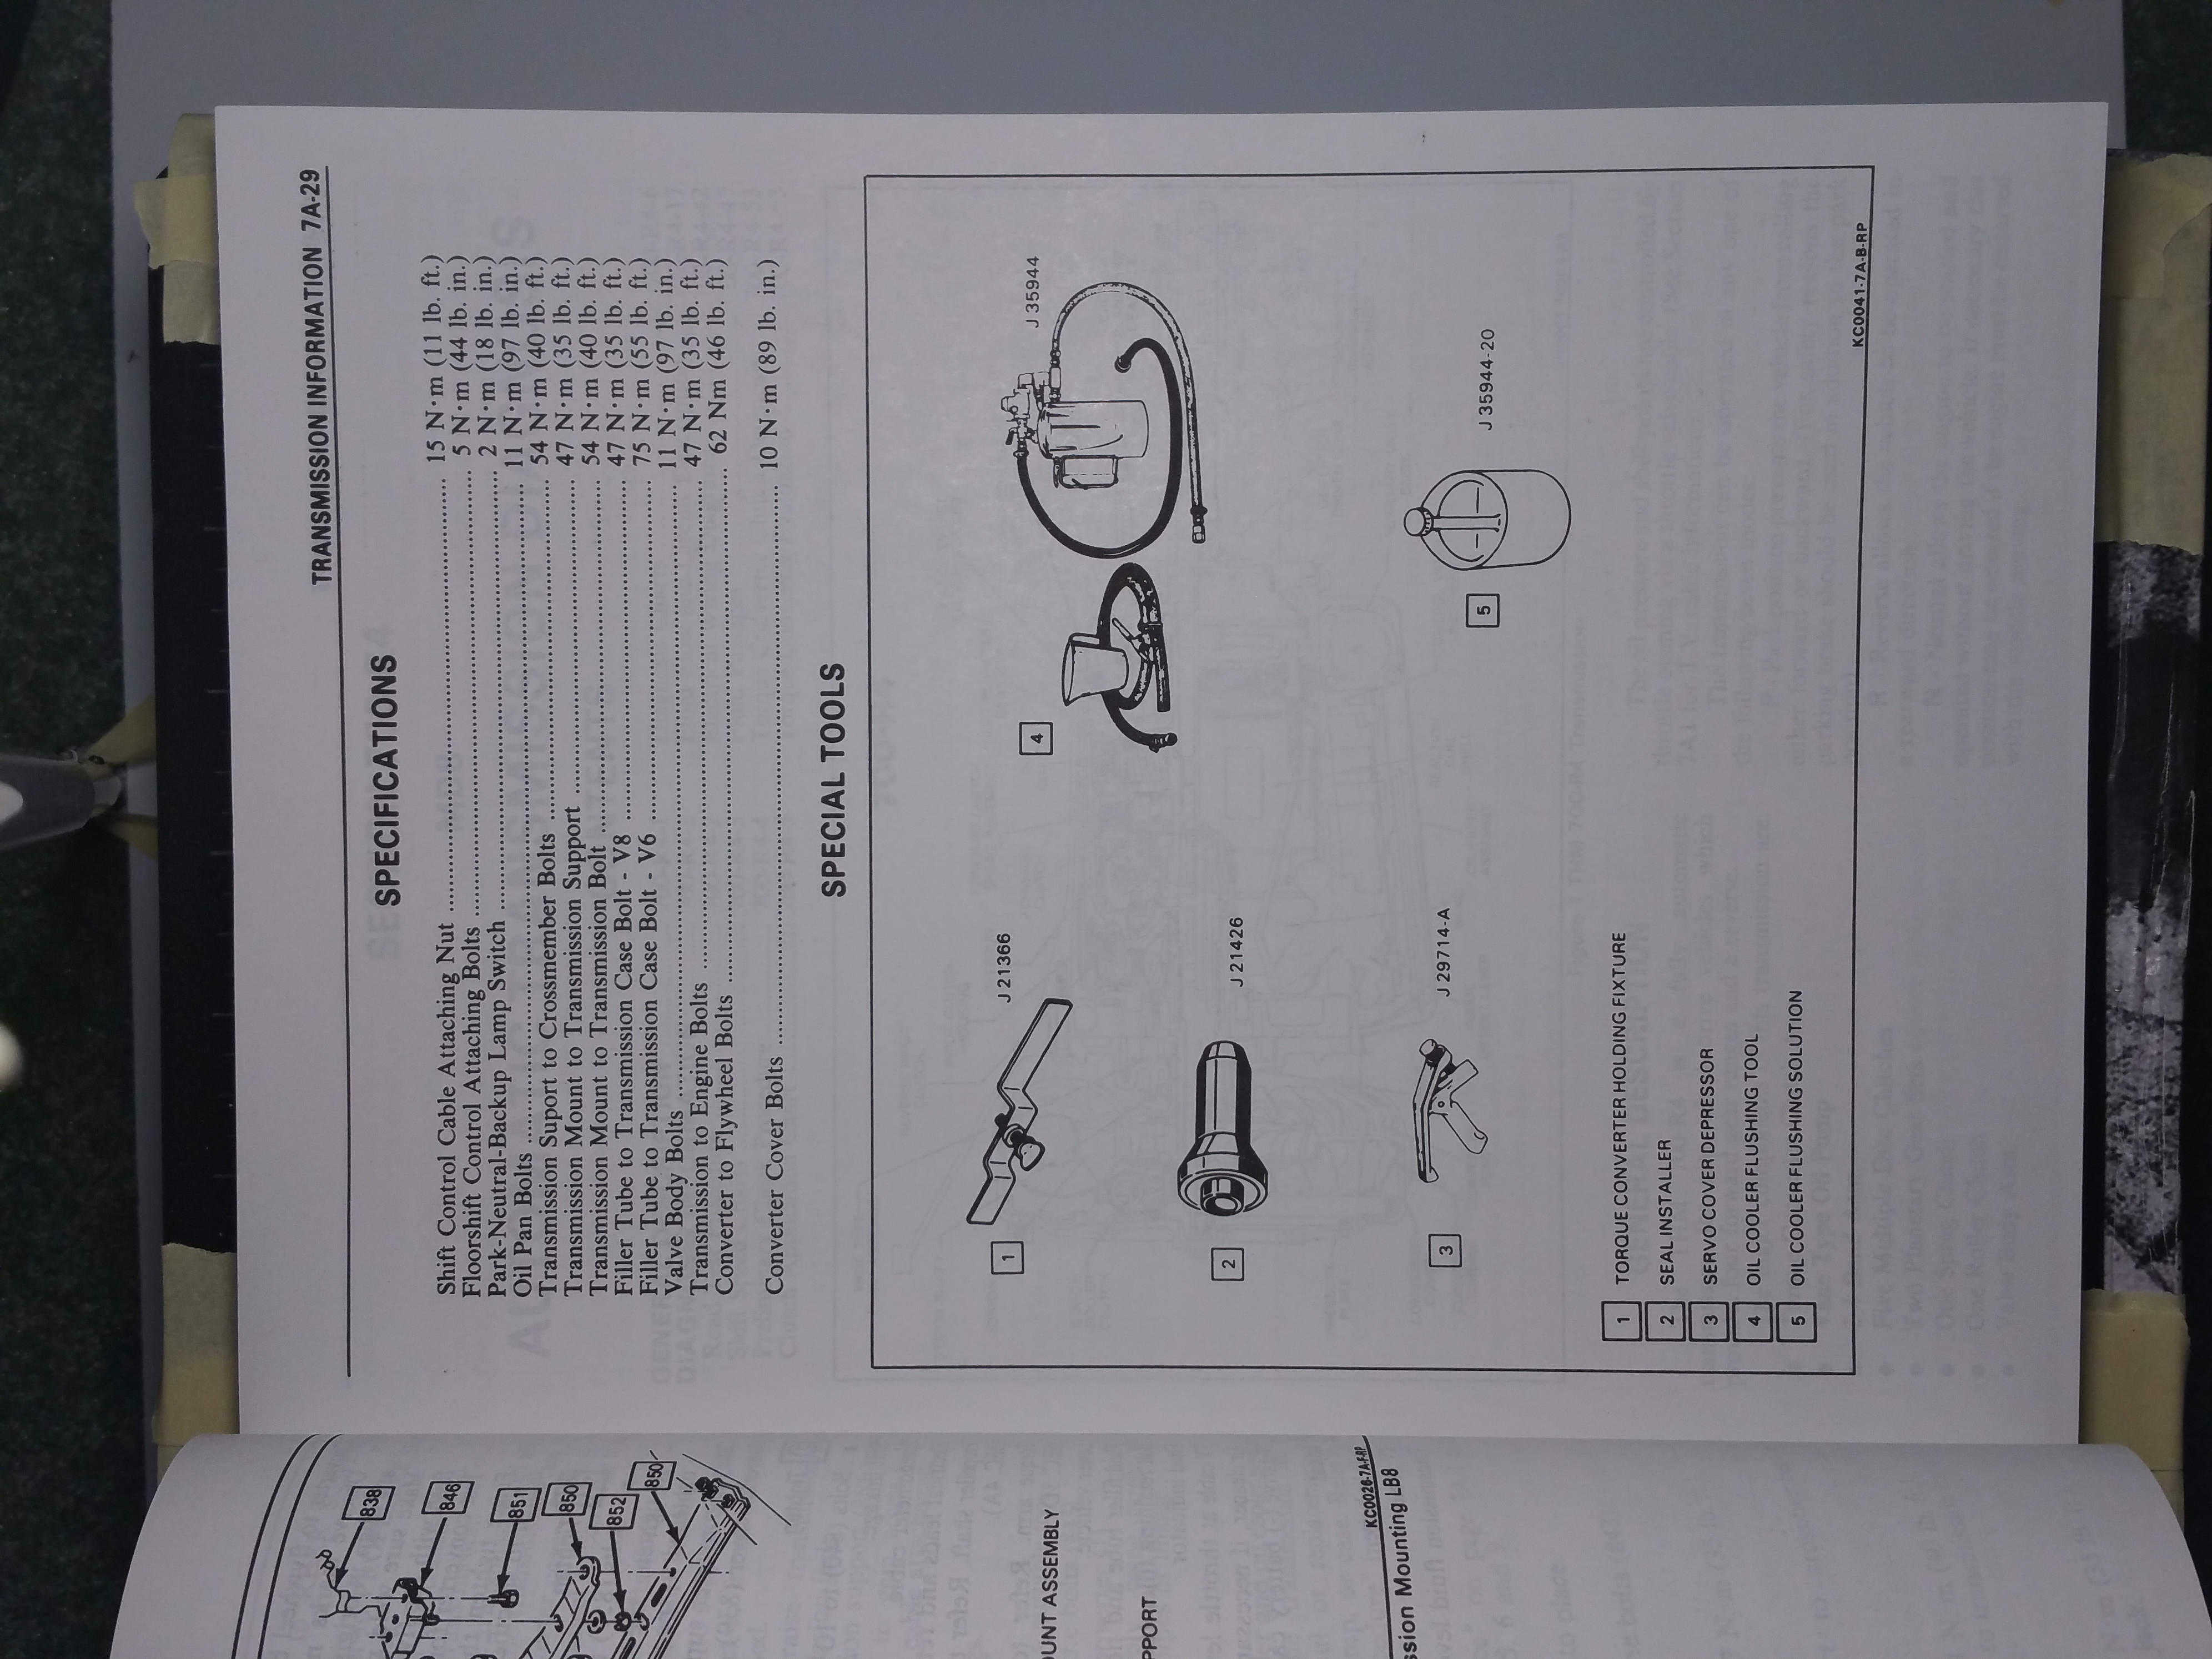 TRANSMISSION INFORMATION 7A-29
SPECIFICATIONS
Shift Control Cable Attaching Nut ........ 15 N·m (11 lb. ft.)
Floorshift Control Attaching Bolts ........ 5 N·m (44 lb. in.)
Park-Neutral-Backup Lamp Switch ........ 2 N·m (18 lb. in.)
Oil Pan Bolts ........ 11 N·m (97 lb. in.)
Transmission Suport to Crossmember Bolts ........ 54 N·m (40 lb. ft.)
Transmission Mount to Transmission Support ........ 47 N·m (35 lb. ft.)
Transmission Mount to Transmission Bolt ........ 54 N·m (40 lb. ft.)
Filler Tube to Transmission Case Bolt - V8 ........ 47 N·m (35 lb. ft.)
Filler Tube to Transmission Case Bolt - V6 ........ 75 N·m (55 lb. ft.)
Valve Body Bolts ........ 11 N·m (97 lb. in.)
Transmission to Engine Bolts ........ 47 N·m (35 lb. ft.)
Converter to Flywheel Bolts ........ 62 Nm (46 lb. ft.)
Converter Cover Bolts ........ 10 N·m (89 lb. in.)
SPECIAL TOOLS
1
J 21366
4
J 35944
2
J 21426
3
J 29714-A
5
J 35944-20
1 TORQUE CONVERTER HOLDING FIXTURE
2 SEAL INSTALLER
3 SERVO COVER DEPRESSOR
4 OIL COOLER FLUSHING TOOL
5 OIL COOLER FLUSHING SOLUTION
KC0041-7A-B-RP
838
846
851
850
852
850
OUNT ASSEMBLY
PPORT
KC0026-7A-F-RP
ssion Mounting LB8